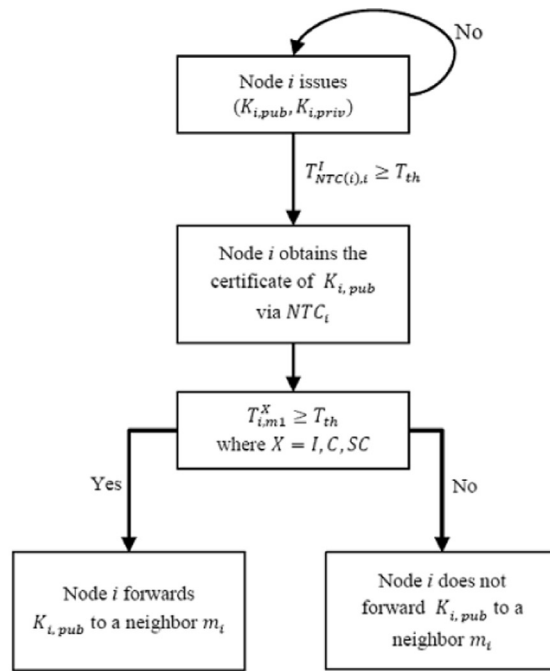 No
Node i issues
(K_{i,pub}, K_{i,priv})
T^{I}_{NTC(i),i} ≥ T_{th}
Node i obtains the
certificate of K_{i, pub}
via NTC_i
T^{X}_{i,m1} ≥ T_{th}
where X = I, C, SC
Yes
No
Node i forwards
K_{i, pub} to a neighbor m_i
Node i does not
forward K_{i, pub} to a
neighbor m_i